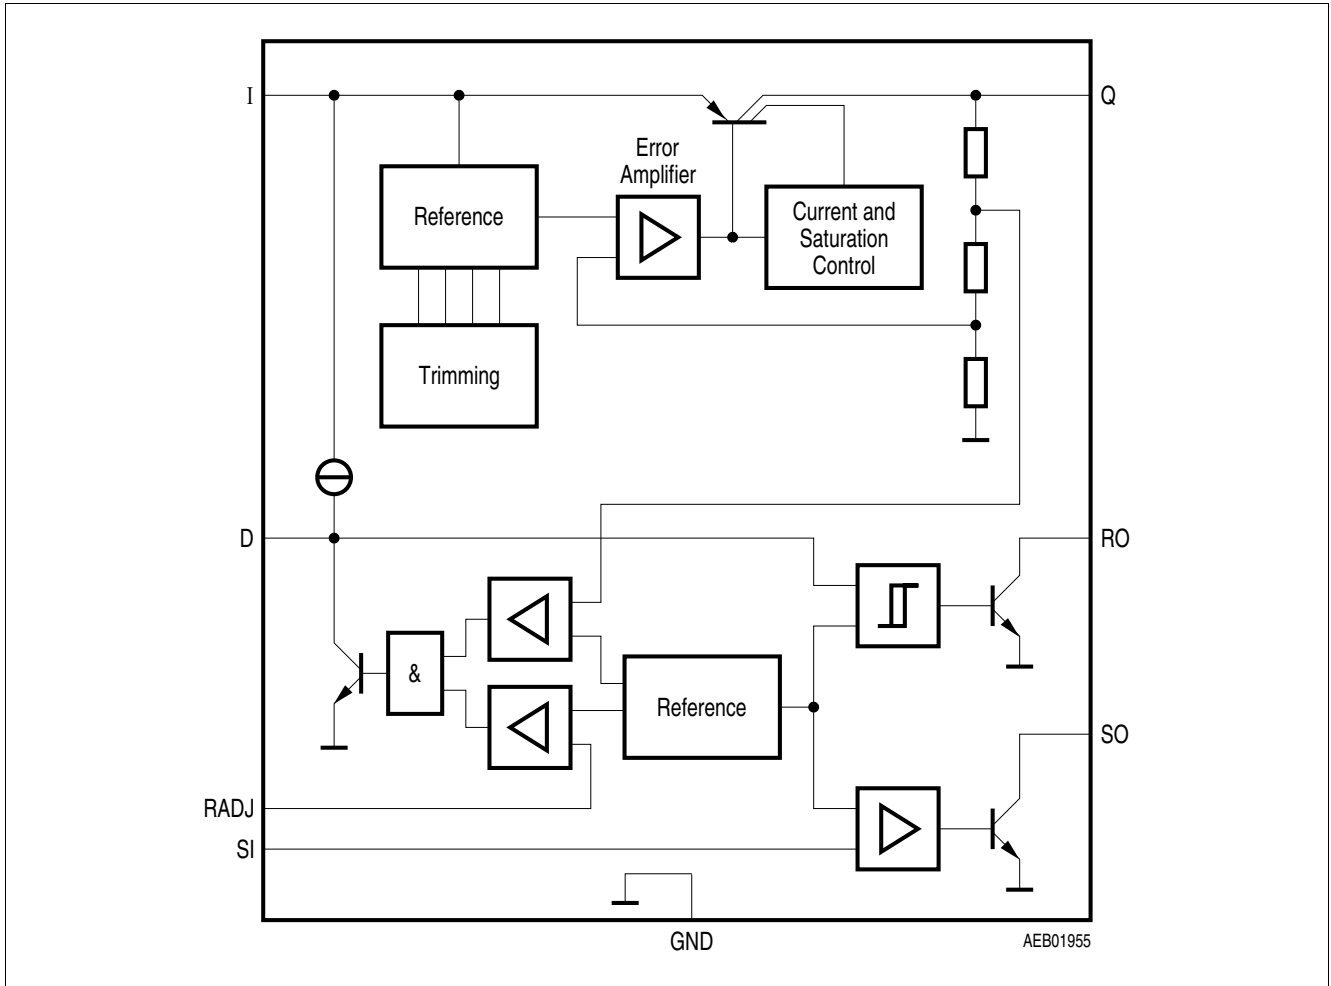 I
Q
Error
Amplifier
Reference
Current and
Saturation
Control
Trimming
D
RO
&
Reference
SO
RADJ
SI
GND
AEB01955